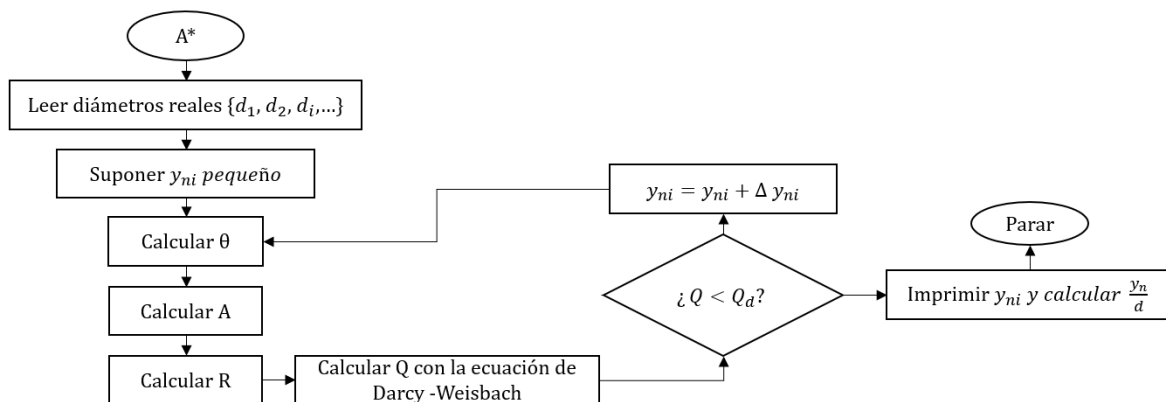 A*
Leer diámetros reales {d₁, d₂, dᵢ,...}
Suponer yₙᵢ pequeño
Calcular θ
Calcular A
Calcular R
Calcular Q con la ecuación de
Darcy -Weisbach
yₙᵢ = yₙᵢ + Δ yₙᵢ
¿ Q < Q_d?
Parar
Imprimir yₙᵢ y calcular yₙ/d